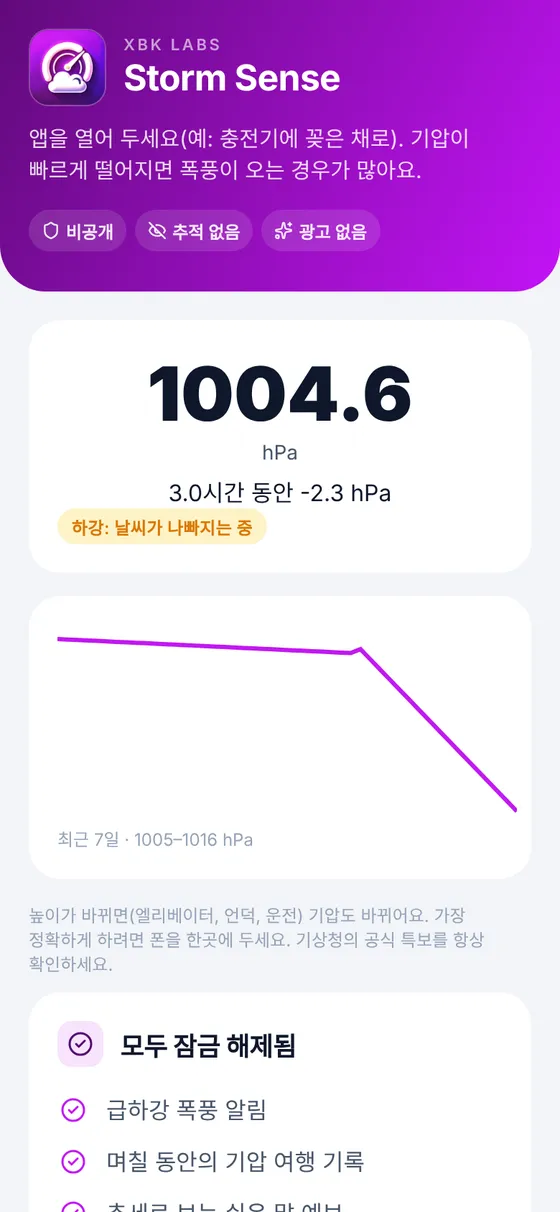 XBK LABS
Storm Sense
앱을 열어 두세요(예: 충전기에 꽂은 채로). 기압이
빠르게 떨어지면 폭풍이 오는 경우가 많아요.
비공개
추적 없음
광고 없음
1004.6
hPa
3.0시간 동안 -2.3 hPa
하강: 날씨가 나빠지는 중
최근 7일 · 1005–1016 hPa
높이가 바뀌면(엘리베이터, 언덕, 운전) 기압도 바뀌어요. 가장
정확하게 하려면 폰을 한곳에 두세요. 기상청의 공식 특보를 항상
확인하세요.
모두 잠금 해제됨
급하강 폭풍 알림
며칠 동안의 기압 여행 기록